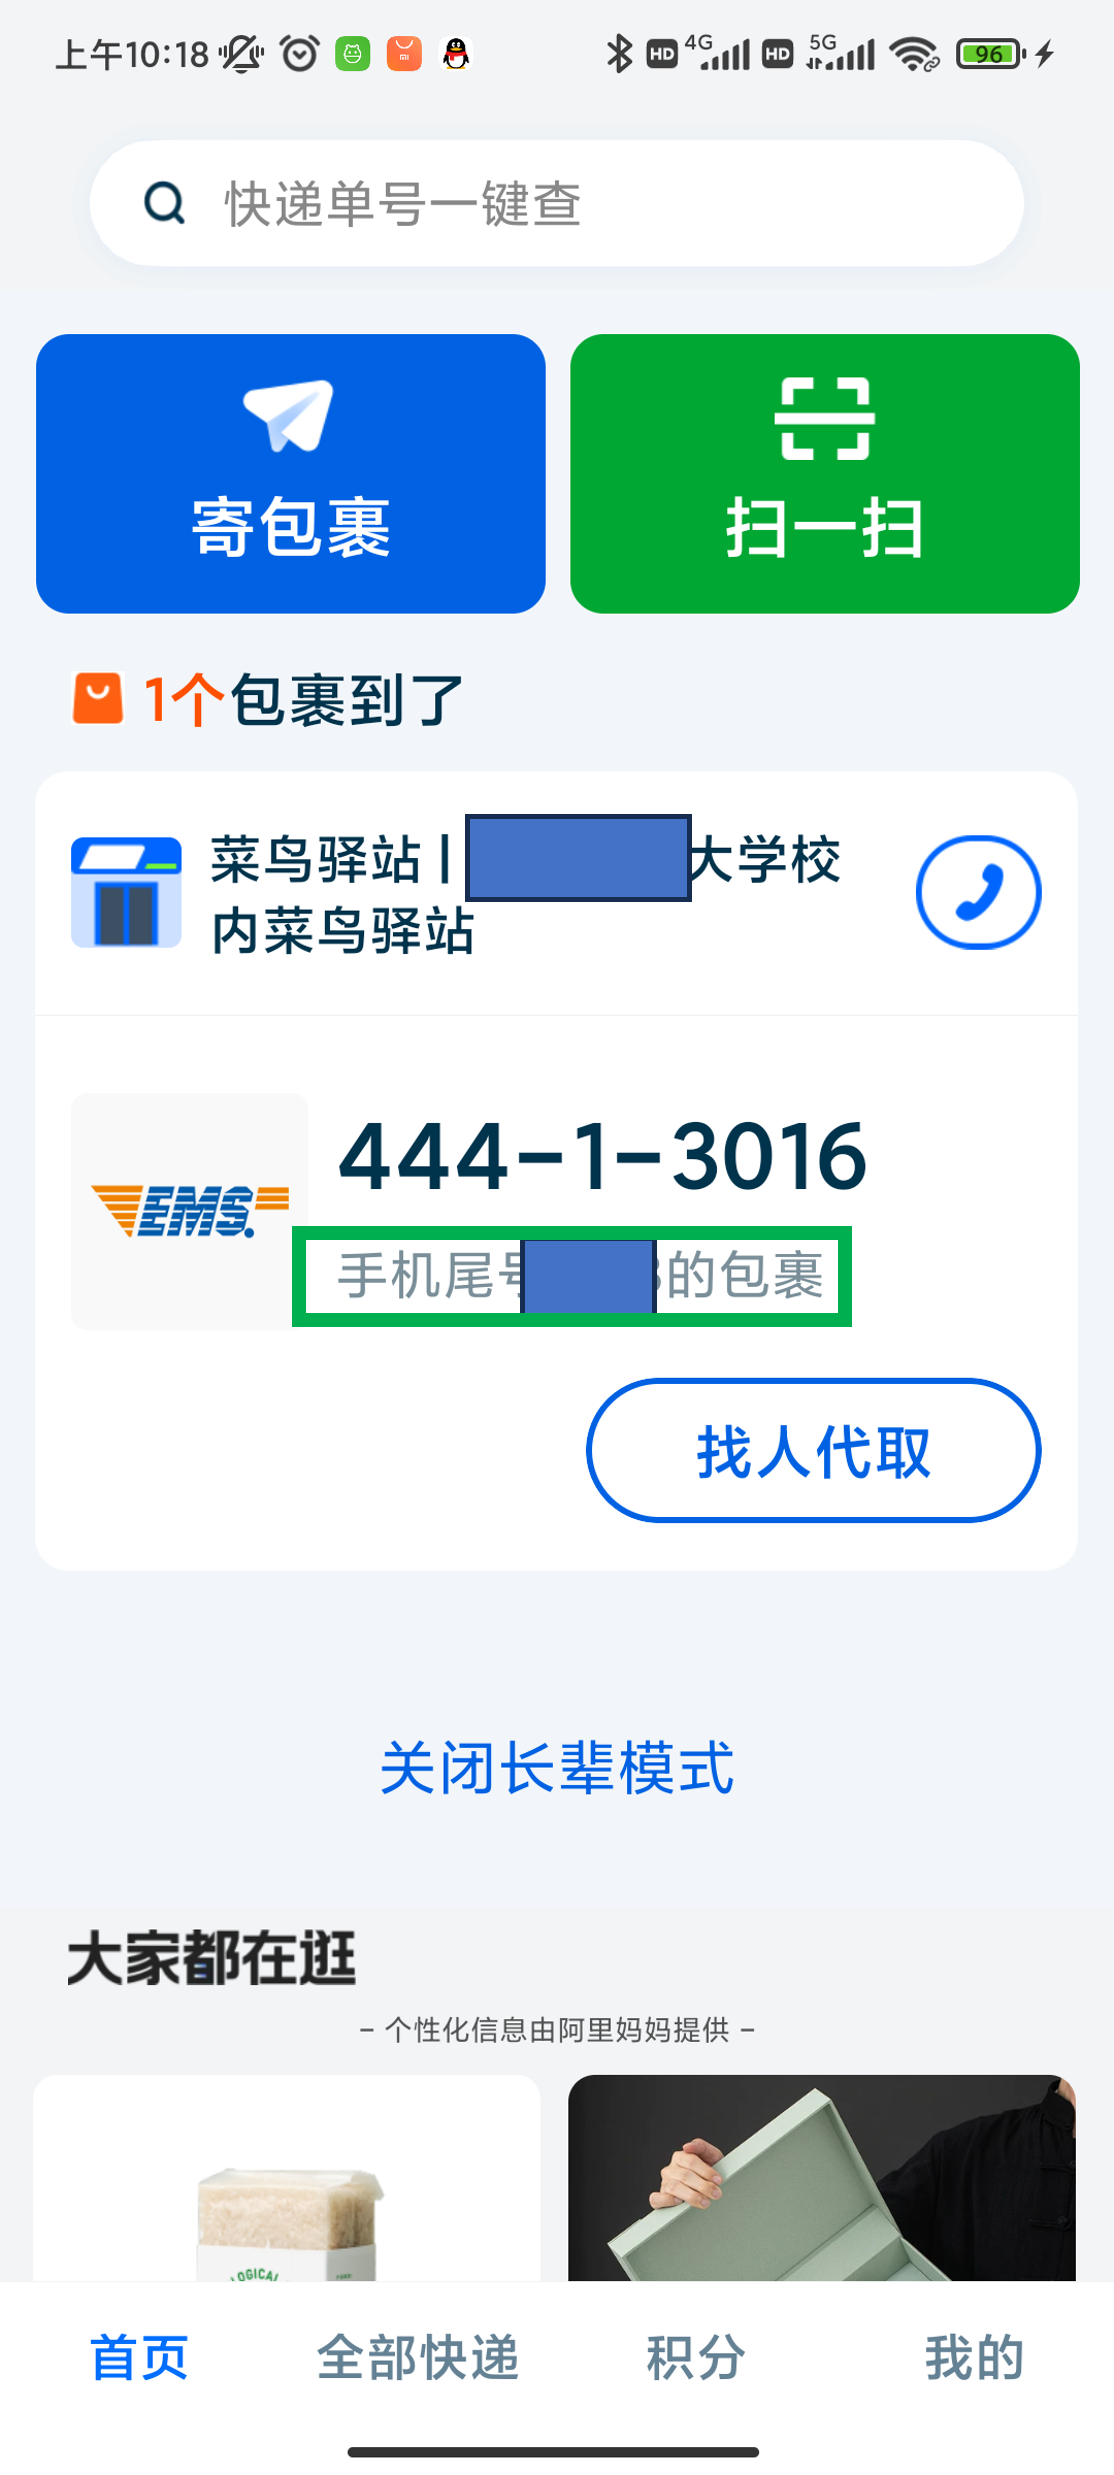 上午10:18
HD 4G HD 5G 96
快递单号一键查
寄包裹
扫一扫
1个包裹到了
菜鸟驿站 | 大学校
内菜鸟驿站
444-1-3016
EMS
手机尾号 的包裹
找人代取
关闭长辈模式
大家都在逛
- 个性化信息由阿里妈妈提供 -
LOGICAL
首页 全部快递 积分 我的